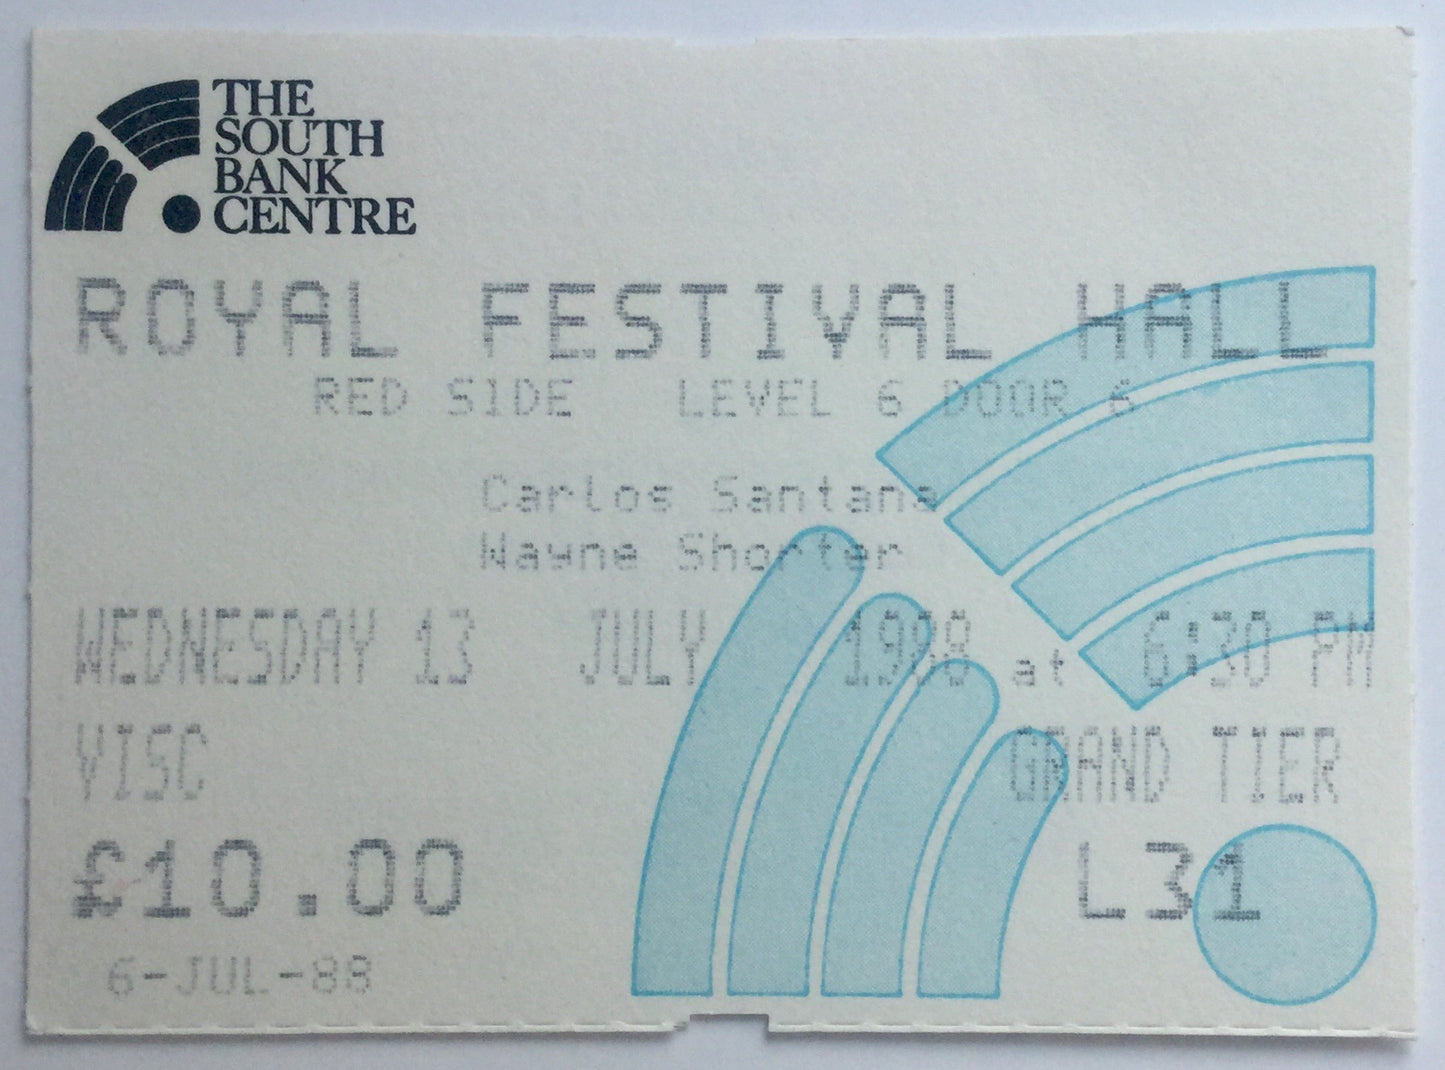 THE
SOUTH
BANK
CENTRE
ROYAL FESTIVAL HALL
RED SIDE LEVEL 6 DOOR 6
Carlos Santana
Wayne Shorter
WEDNESDAY 13 JULY 1988 at 6:30 PM
VISC GRAND TIER
£10.00 L31
6-JUL-88